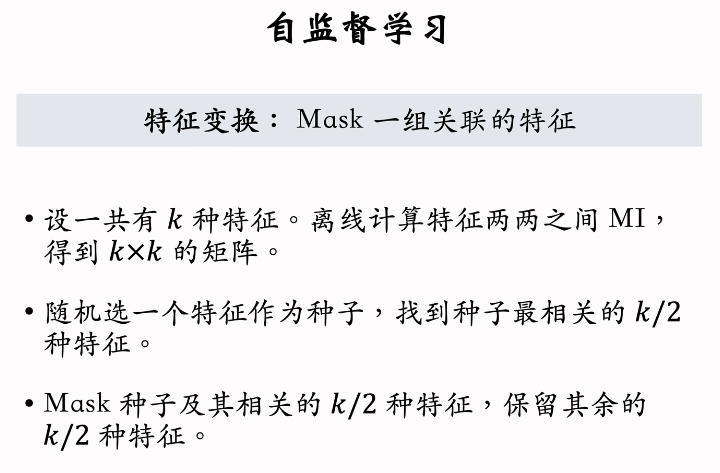 自监督学习
特征变换：Mask 一组关联的特征
• 设一共有 k 种特征。离线计算特征两两之间 MI，
得到 k×k 的矩阵。
• 随机选一个特征作为种子，找到种子最相关的 k/2
种特征。
• Mask 种子及其相关的 k/2 种特征，保留其余的
k/2 种特征。